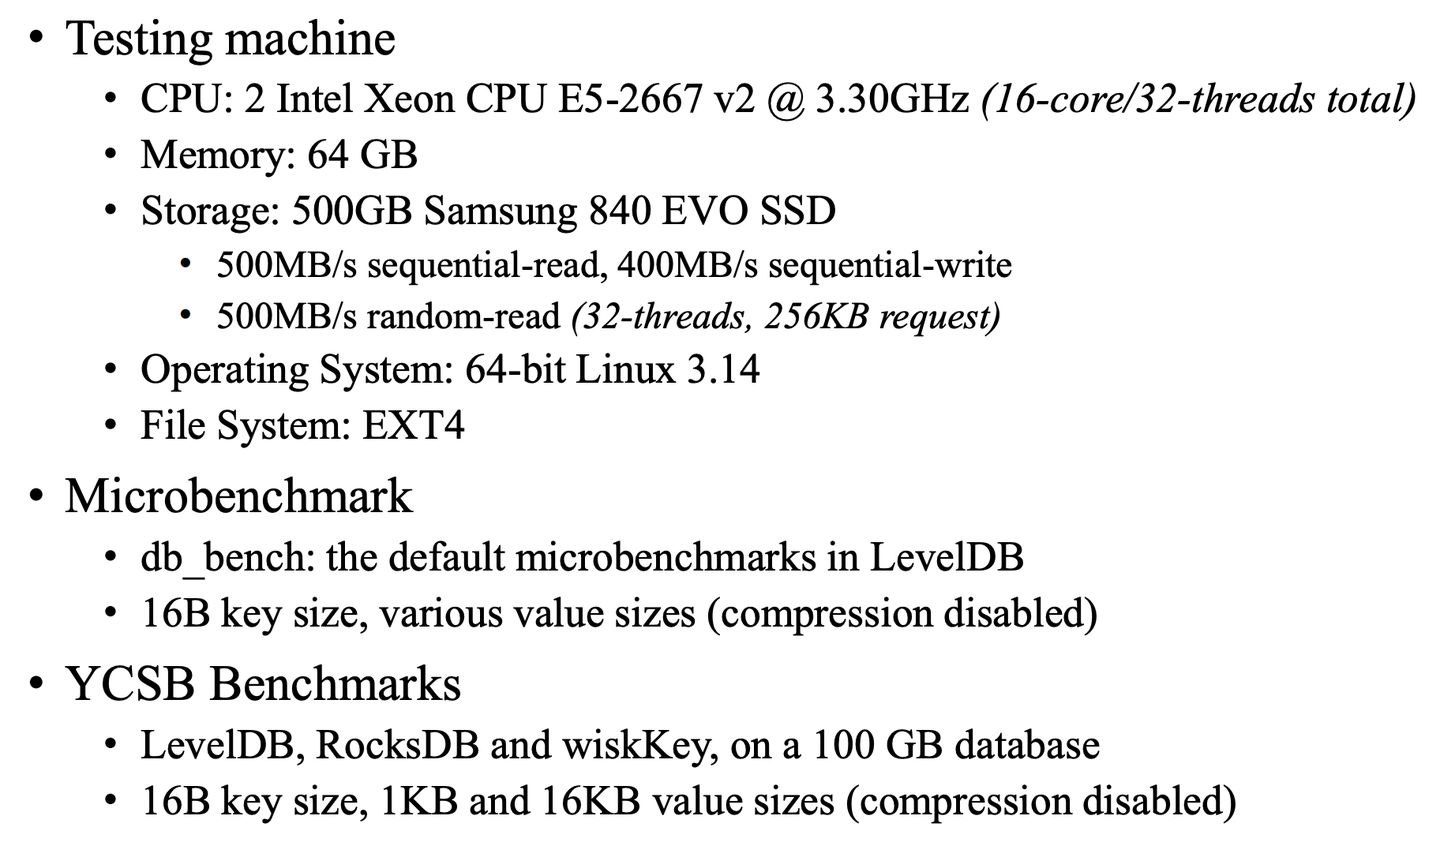 • Testing machine
• CPU: 2 Intel Xeon CPU E5-2667 v2 @ 3.30GHz (16-core/32-threads total)
• Memory: 64 GB
• Storage: 500GB Samsung 840 EVO SSD
• 500MB/s sequential-read, 400MB/s sequential-write
• 500MB/s random-read (32-threads, 256KB request)
• Operating System: 64-bit Linux 3.14
• File System: EXT4
• Microbenchmark
• db_bench: the default microbenchmarks in LevelDB
• 16B key size, various value sizes (compression disabled)
• YCSB Benchmarks
• LevelDB, RocksDB and wiskKey, on a 100 GB database
• 16B key size, 1KB and 16KB value sizes (compression disabled)